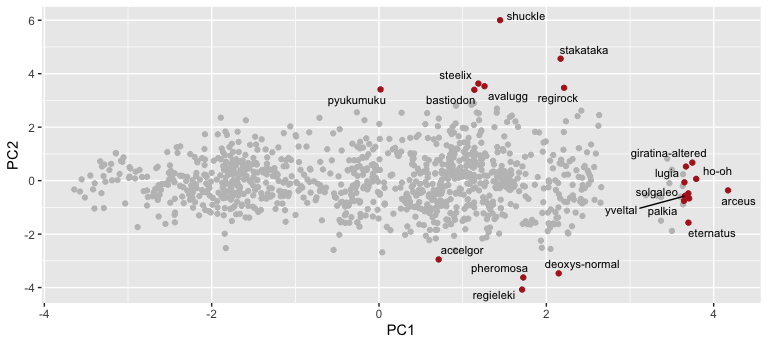 6
shuckle
stakataka
4
steelix
pyukumuku
bastiodon
avalugg
regirock
2
giratina-altered
lugia
ho-oh
PC2
0
solgaleo
arceus
yveltal
palkia
-2
eternatus
accelgor
pheromosa
deoxys-normal
-4
regieleki
-4
-2
0
2
4
PC1